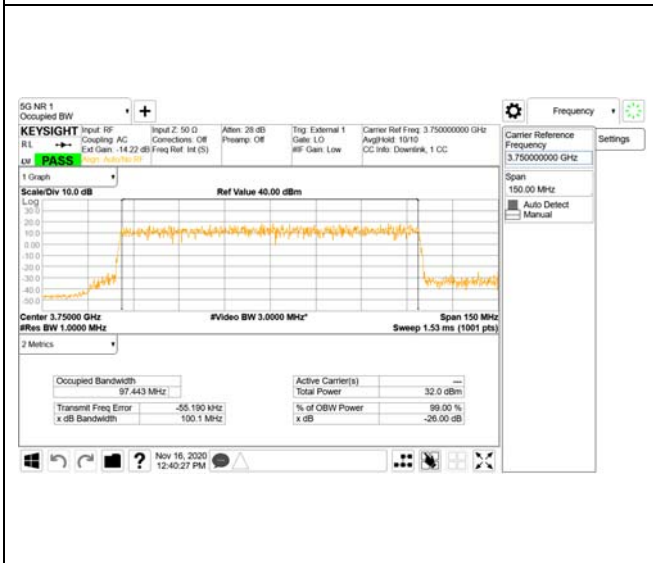 5G NR 1
Occupied BW
Frequency
KEYSIGHT
Input: RF
Coupling: AC
Ext Gain: -14.22 dB
Align: Auto/No RF
Input Z: 50 Ω
Corrections: Off
Freq Ref: Int (S)
Atten: 28 dB
Preamp: Off
Trig: External 1
Gate: LO
#IF Gain: Low
Carrier Ref Freq: 3.750000000 GHz
Avg|Hold: 10/10
CC Info: Downlink, 1 CC
RL
PASS
Carrier Reference
Frequency
3.750000000 GHz
Settings
Span
150.00 MHz
Auto Detect
Manual
1 Graph
Scale/Div 10.0 dB
Ref Value 40.00 dBm
Log
30.0
20.0
10.0
0.00
-10.0
-20.0
-30.0
-40.0
-50.0
Center 3.75000 GHz
#Video BW 3.0000 MHz*
Span 150 MHz
#Res BW 1.0000 MHz
Sweep 1.53 ms (1001 pts)
2 Metrics
Occupied Bandwidth
97.443 MHz
Transmit Freq Error -55.190 kHz
x dB Bandwidth 100.1 MHz
Active Carrier(s) ---
Total Power 32.0 dBm
% of OBW Power 99.00 %
x dB -26.00 dB
Nov 16, 2020
12:40:27 PM